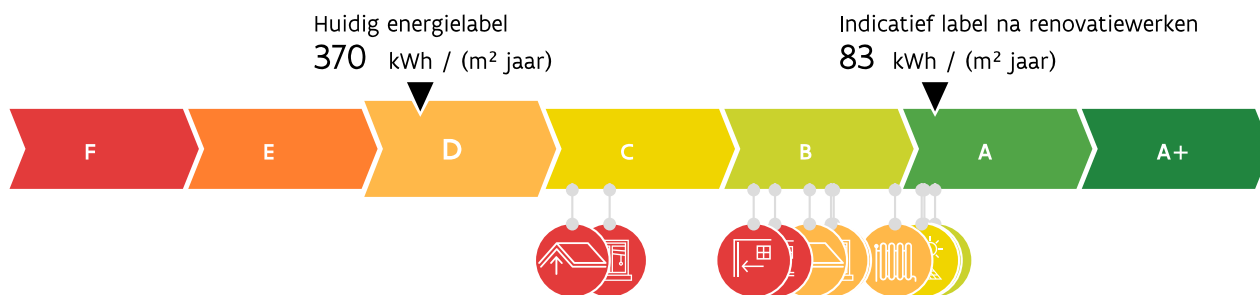 Huidig energielabel
370 kWh / (m² jaar)
Indicatief label na renovatiewerken
83 kWh / (m² jaar)
F E D C B A A+